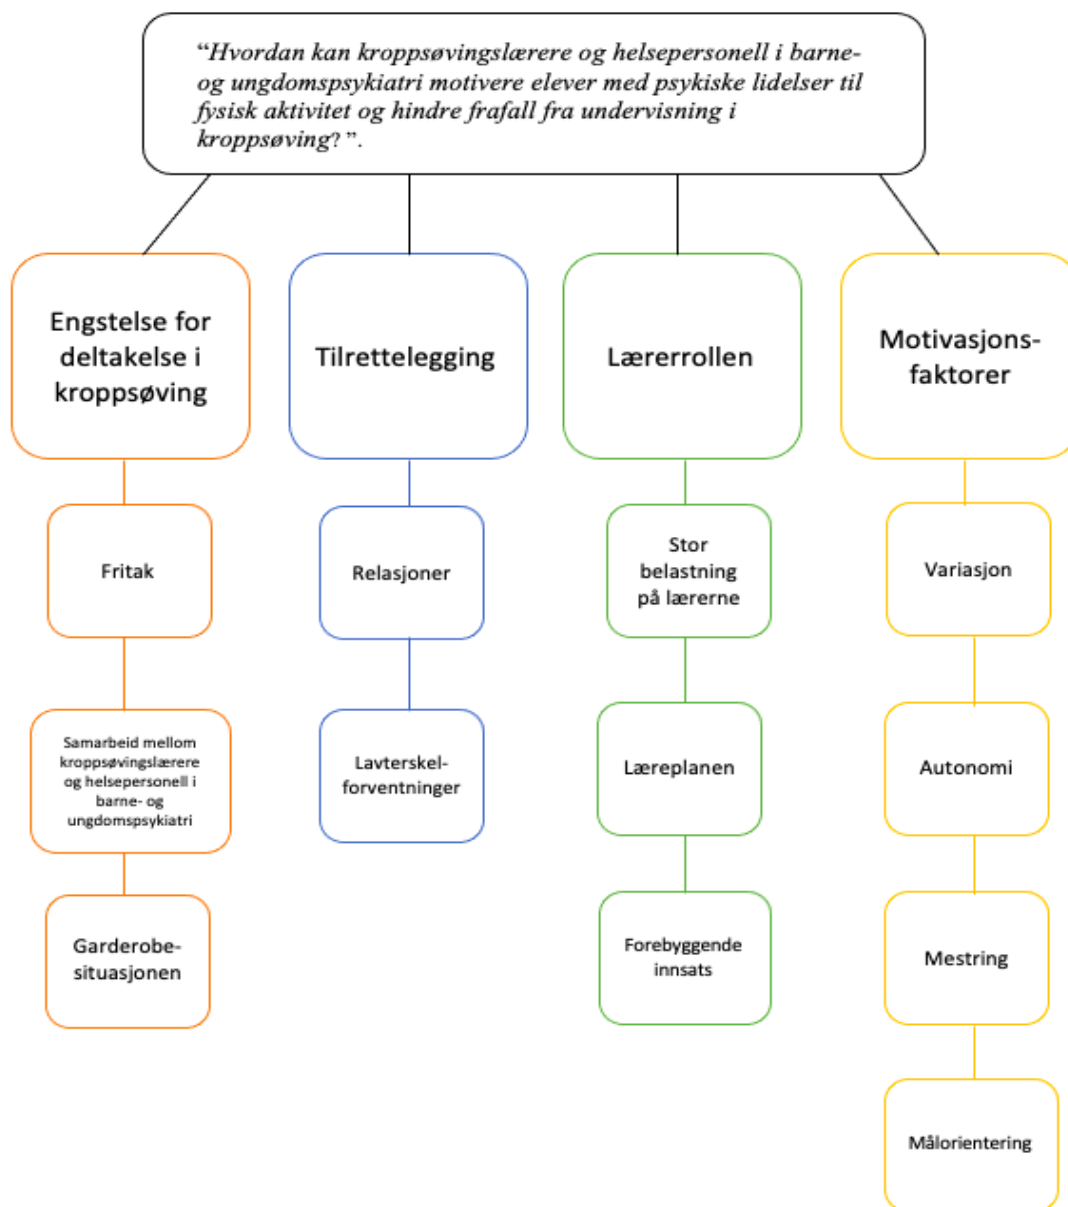 “Hvordan kan kroppsøvingslærere og helsepersonell i barne-
og ungdomspsykiatri motivere elever med psykiske lidelser til
fysisk aktivitet og hindre frafall fra undervisning i
kroppsøving? ”.
Engstelse for
deltakelse i
kroppsøving
Fritak
Samarbeid mellom
kroppsøvingslærere
og helsepersonell i
barne- og
ungdomspsykiatri
Garderobe-
situasjonen
Tilrettelegging
Relasjoner
Lavterskel-
forventninger
Lærerrollen
Stor
belastning
på lærerne
Læreplanen
Forebyggende
innsats
Motivasjons-
faktorer
Variasjon
Autonomi
Mestring
Målorientering